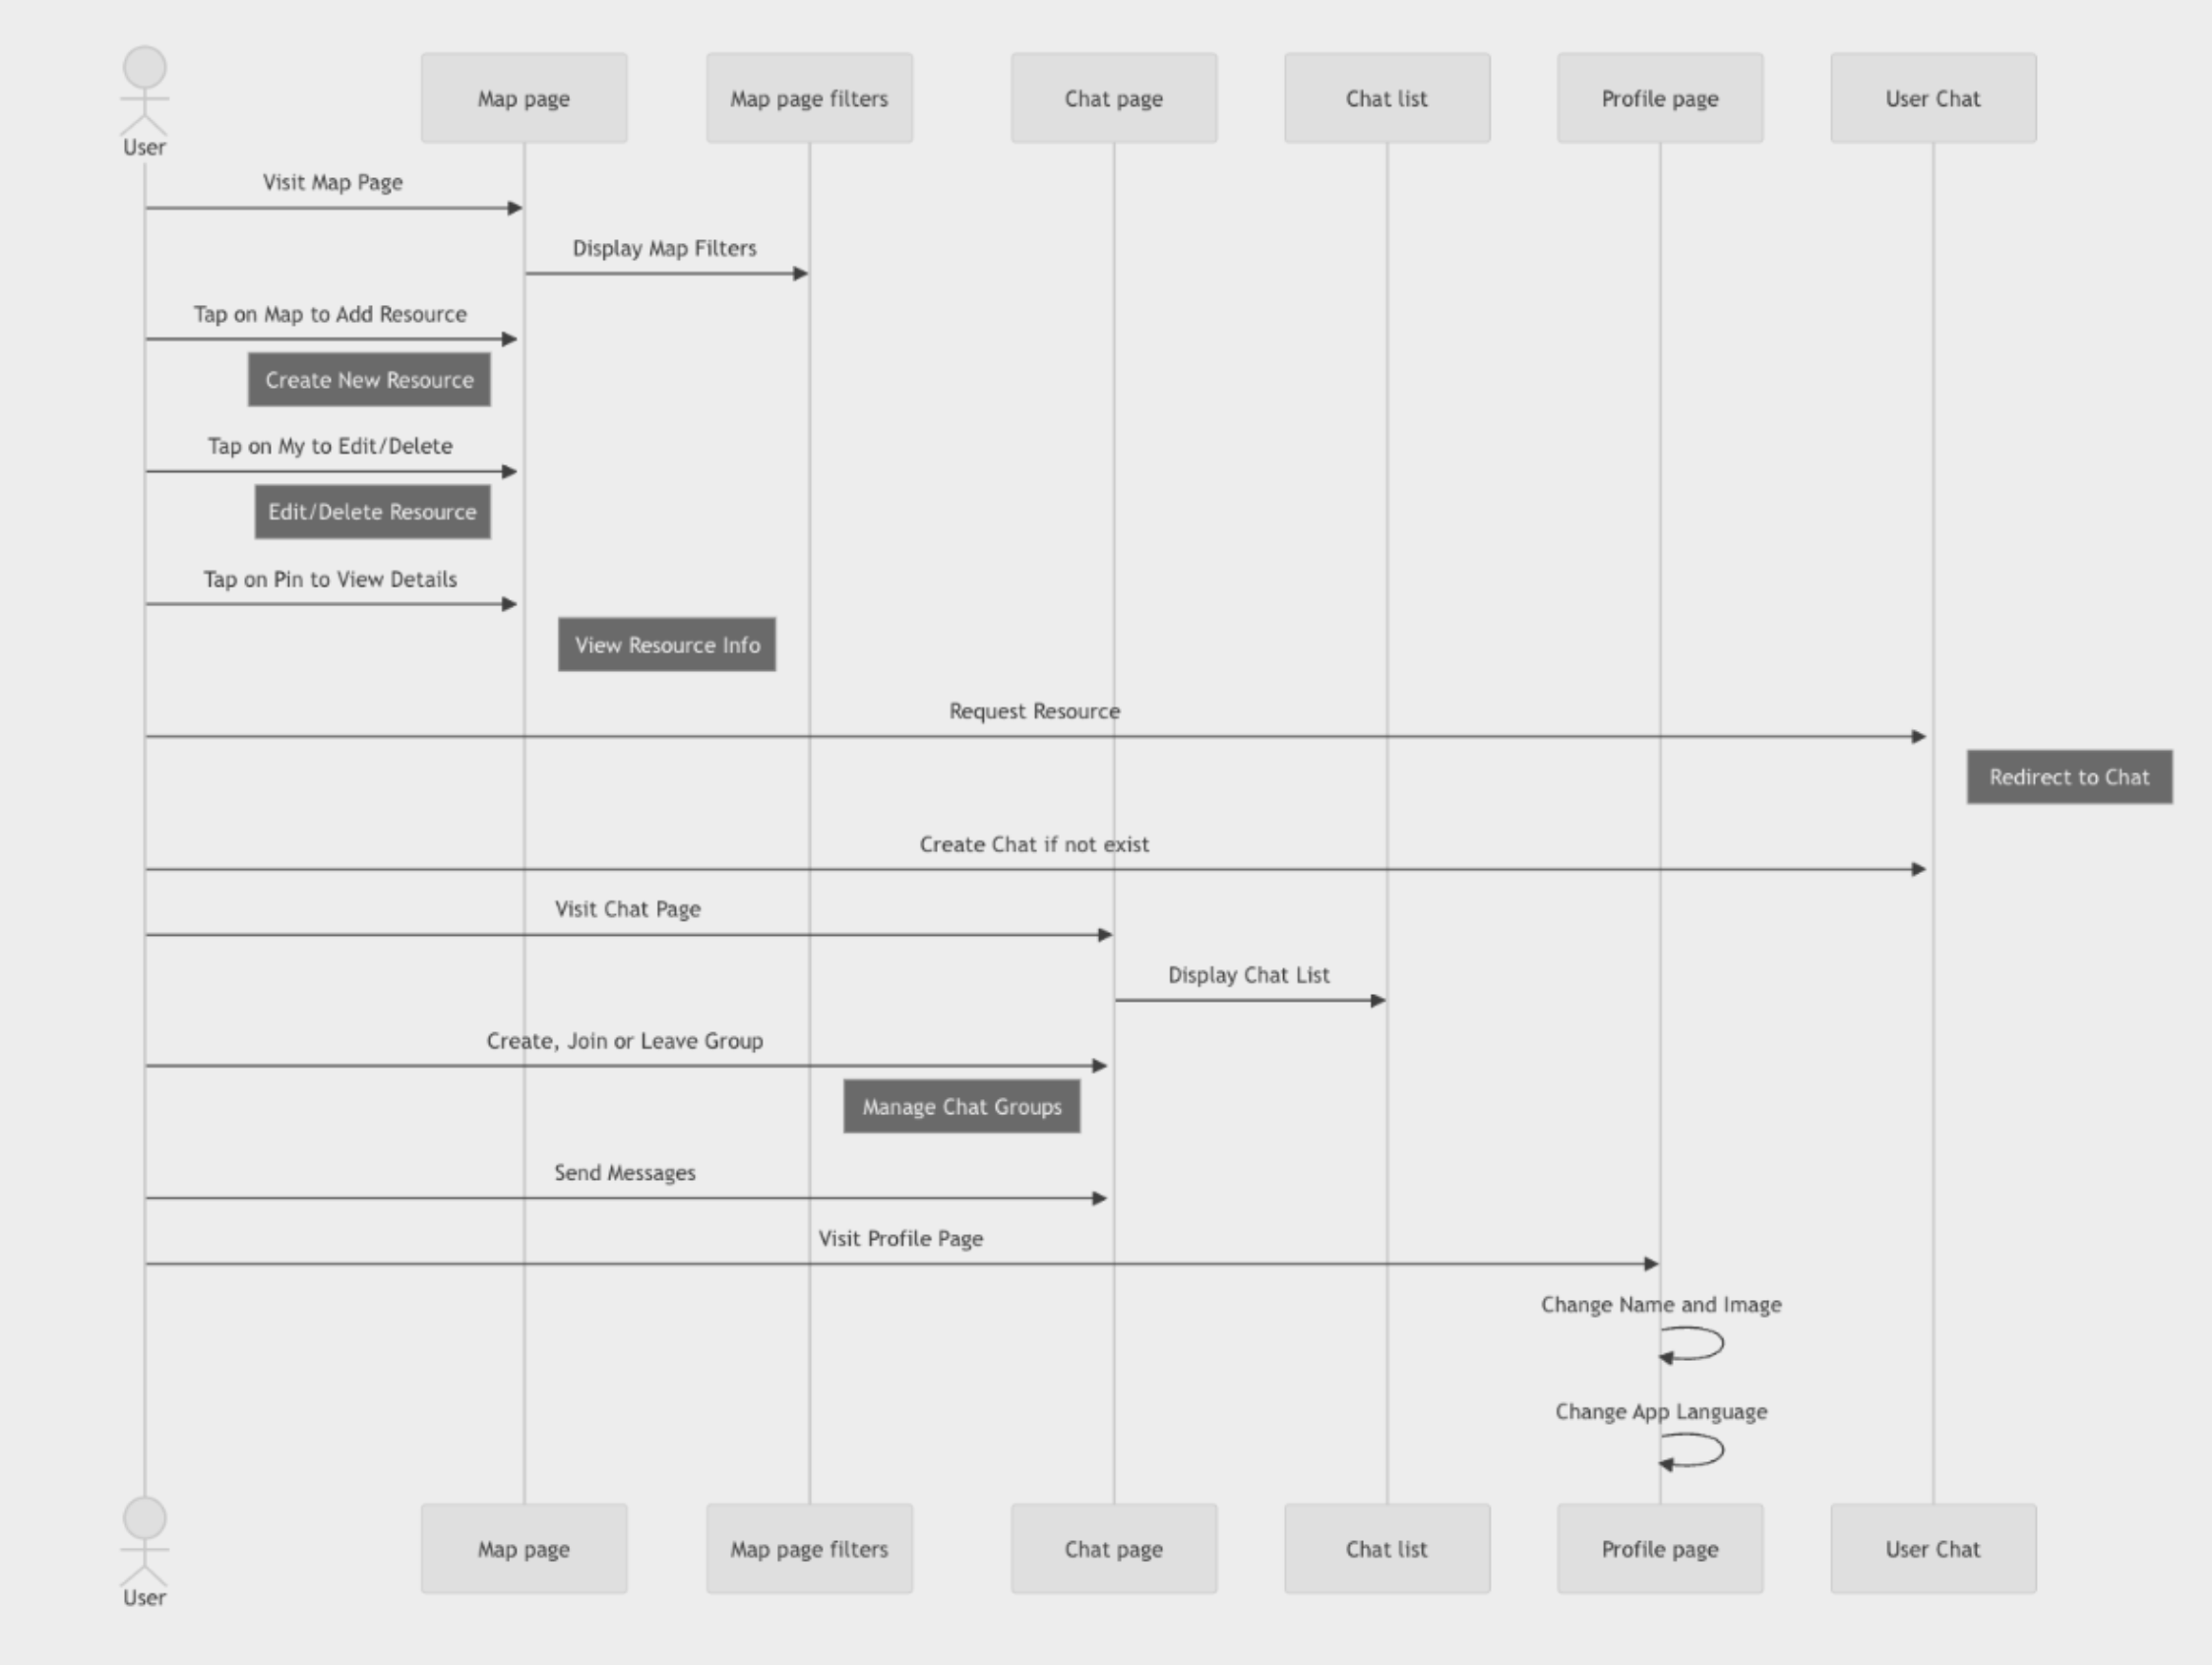 User
Map page
Map page filters
Chat page
Chat list
Profile page
User Chat
Visit Map Page
Display Map Filters
Tap on Map to Add Resource
Create New Resource
Tap on My to Edit/Delete
Edit/Delete Resource
Tap on Pin to View Details
View Resource Info
Request Resource
Redirect to Chat
Create Chat if not exist
Visit Chat Page
Display Chat List
Create, Join or Leave Group
Manage Chat Groups
Send Messages
Visit Profile Page
Change Name and Image
Change App Language
User
Map page
Map page filters
Chat page
Chat list
Profile page
User Chat